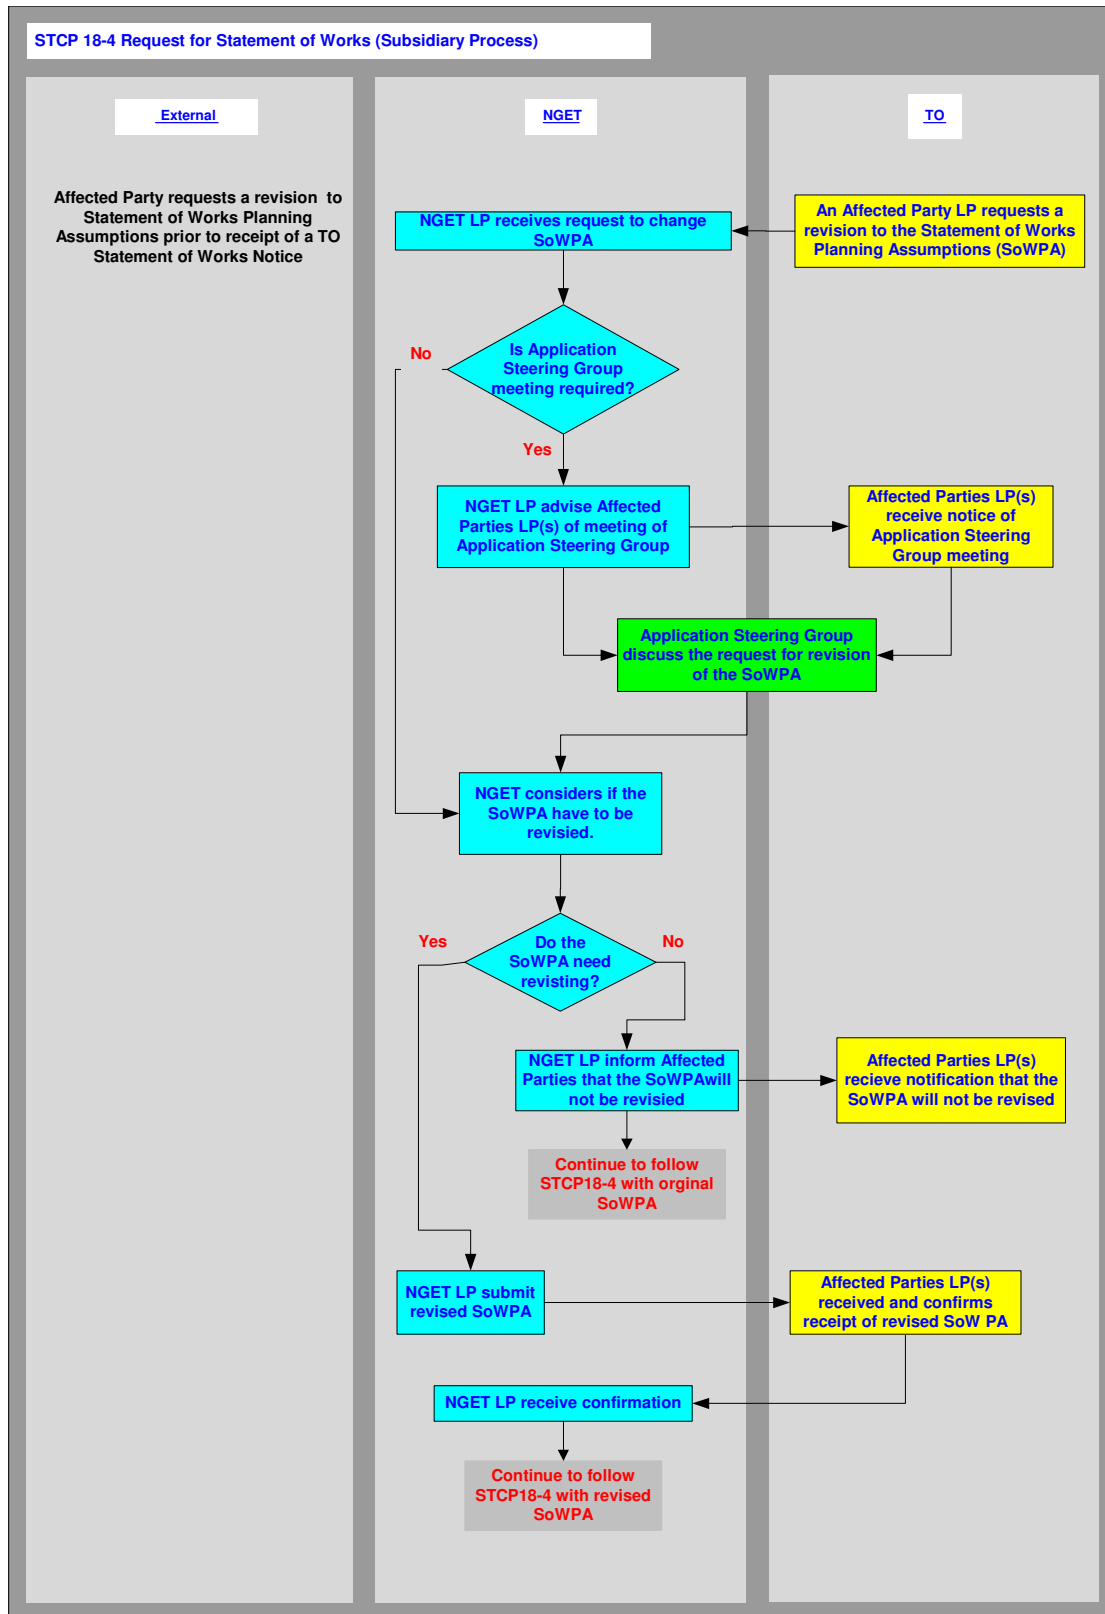 STCP 18-4 Request for Statement of Works (Subsidiary Process)
External
NGET
TO
Affected Party requests a revision to
Statement of Works Planning
Assumptions prior to receipt of a TO
Statement of Works Notice
NGET LP receives request to change
SoWPA
An Affected Party LP requests a
revision to the Statement of Works
Planning Assumptions (SoWPA)
No
Is Application
Steering Group
meeting required?
Yes
NGET LP advise Affected
Parties LP(s) of meeting of
Application Steering Group
Affected Parties LP(s)
receive notice of
Application Steering
Group meeting
Application Steering Group
discuss the request for revision
of the SoWPA
NGET considers if the
SoWPA have to be
revisied.
Yes
Do the
SoWPA need
revisting?
No
NGET LP inform Affected
Parties that the SoWPAwill
not be revisied
Affected Parties LP(s)
recieve notification that the
SoWPA will not be revised
Continue to follow
STCP18-4 with orginal
SoWPA
NGET LP submit
revised SoWPA
Affected Parties LP(s)
received and confirms
receipt of revised SoW PA
NGET LP receive confirmation
Continue to follow
STCP18-4 with revised
SoWPA